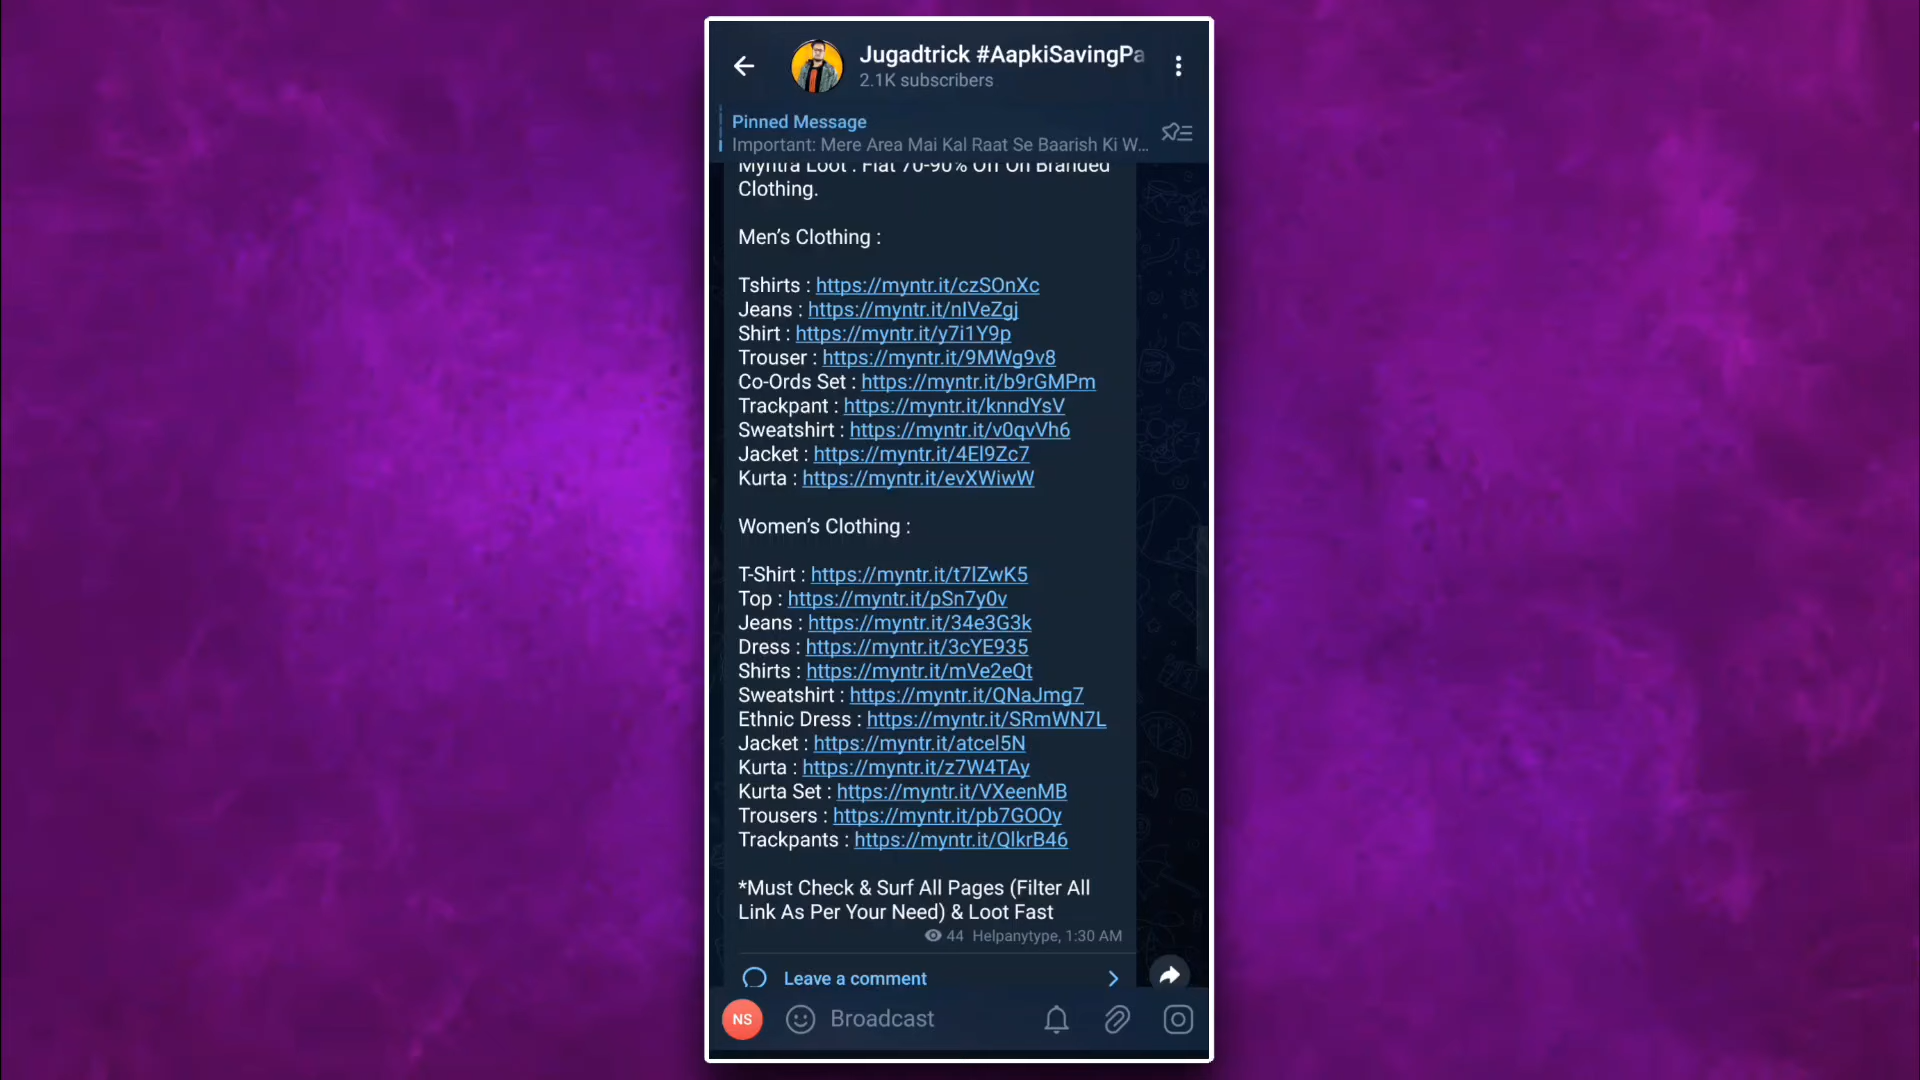 Jugadtrick #AapkiSavingPa
2.1K subscribers
Pinned Message
Important: Mere Area Mai Kal Raat Se Baarish Ki W...
Myntra Loot : Flat 70-90% Off On Branded
Clothing.
Men’s Clothing :
Tshirts : https://myntr.it/czSOnXc
Jeans : https://myntr.it/nIVeZgj
Shirt : https://myntr.it/y7i1Y9p
Trouser : https://myntr.it/9MWg9v8
Co-Ords Set : https://myntr.it/b9rGMPm
Trackpant : https://myntr.it/knndYsV
Sweatshirt : https://myntr.it/v0qvVh6
Jacket : https://myntr.it/4El9Zc7
Kurta : https://myntr.it/evXWiwW
Women’s Clothing :
T-Shirt : https://myntr.it/t7lZwK5
Top : https://myntr.it/pSn7y0v
Jeans : https://myntr.it/34e3G3k
Dress : https://myntr.it/3cYE935
Shirts : https://myntr.it/mVe2eQt
Sweatshirt : https://myntr.it/QNaJmg7
Ethnic Dress : https://myntr.it/SRmWN7L
Jacket : https://myntr.it/atcel5N
Kurta : https://myntr.it/z7W4TAy
Kurta Set : https://myntr.it/VXeenMB
Trousers : https://myntr.it/pb7GOOy
Trackpants : https://myntr.it/QlkrB46
*Must Check & Surf All Pages (Filter All
Link As Per Your Need) & Loot Fast
44 Helpanytype, 1:30 AM
Leave a comment
NS Broadcast